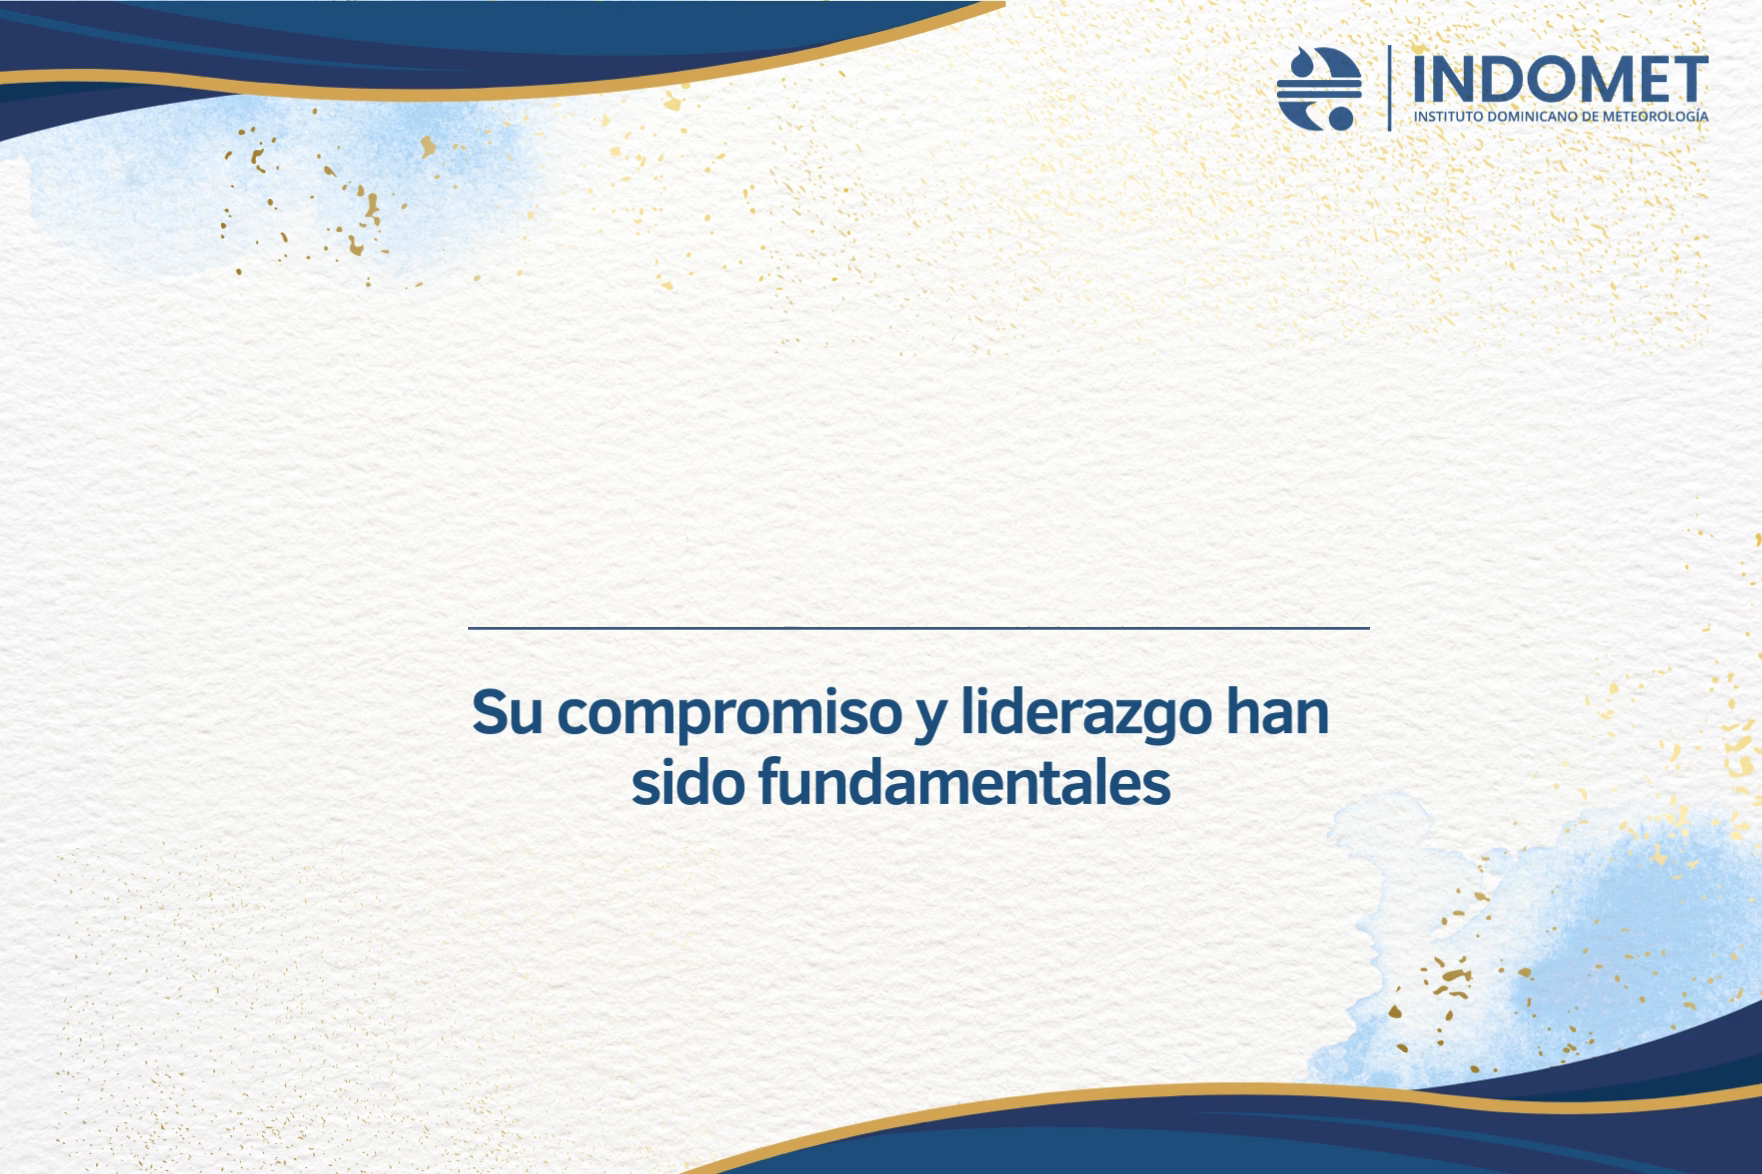 INDOMET
INSTITUTO DOMINICANO DE METEOROLOGÍA
Su compromiso y liderazgo han
sido fundamentales